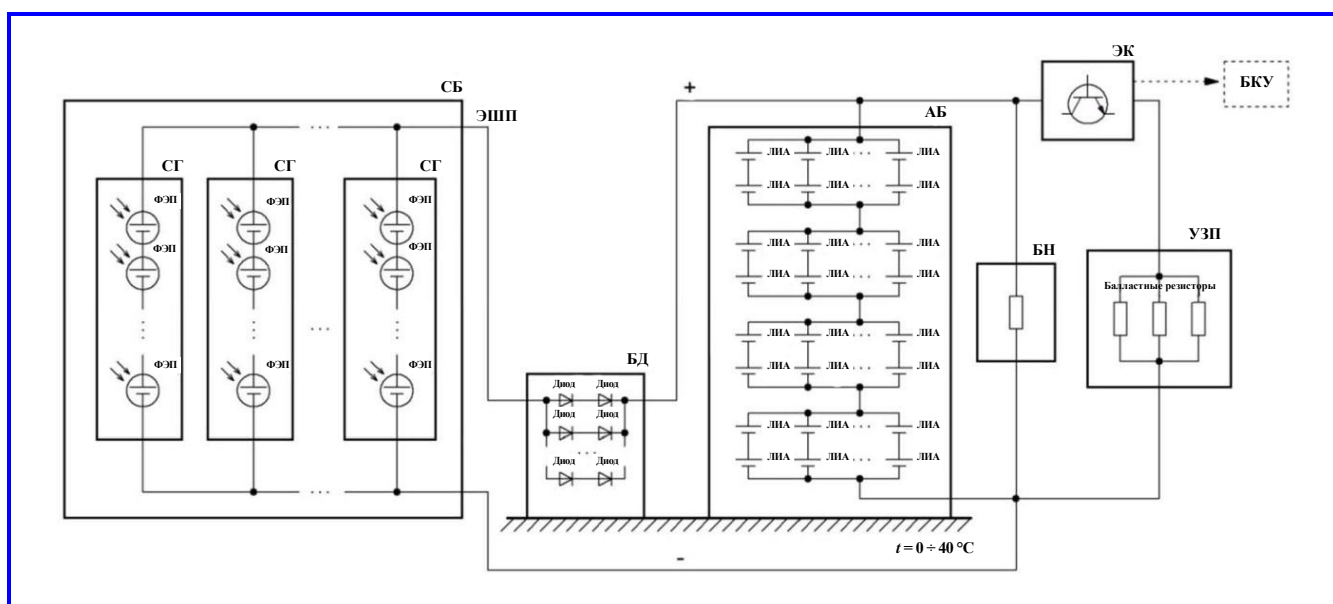 ЭК
БКУ
СБ
+
АБ
ЭШП
СГ СГ СГ
ФЭП ФЭП ФЭП
ФЭП ФЭП ФЭП
... ...
ФЭП ФЭП ФЭП
ЛИА ЛИА ... ЛИА
ЛИА ЛИА ... ЛИА
ЛИА ЛИА ... ЛИА
ЛИА ЛИА ... ЛИА
ЛИА ЛИА ... ЛИА
ЛИА ЛИА ... ЛИА
ЛИА ЛИА ... ЛИА
ЛИА ЛИА ... ЛИА
БН
УЗП
Балластные резисторы
БД
Диод Диод
Диод Диод
...
Диод Диод
t = 0 ÷ 40 °C
-